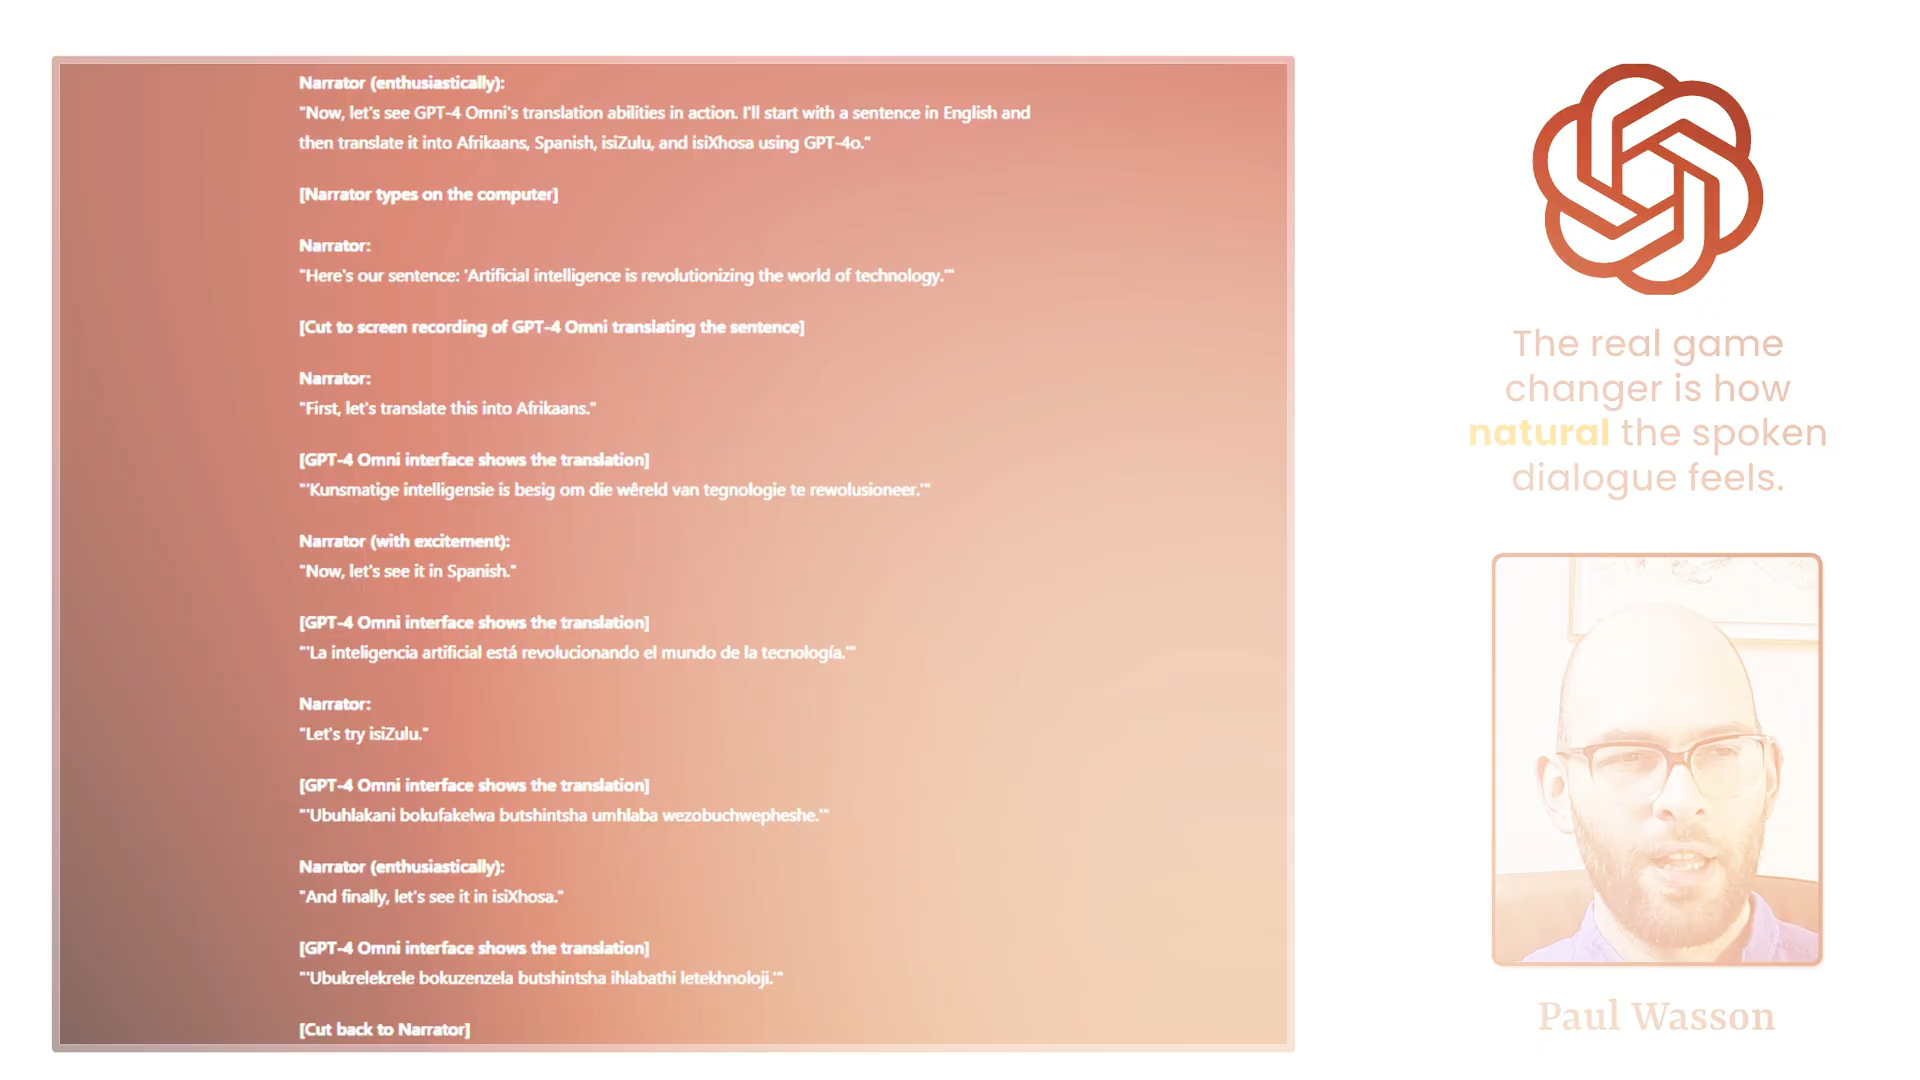 Narrator (enthusiastically):
"Now, let's see GPT-4 Omni's translation abilities in action. I'll start with a sentence in English and
then translate it into Afrikaans, Spanish, isiZulu, and isiXhosa using GPT-4o."
[Narrator types on the computer]
Narrator:
"Here's our sentence: 'Artificial intelligence is revolutionizing the world of technology.'"
[Cut to screen recording of GPT-4 Omni translating the sentence]
Narrator:
"First, let's translate this into Afrikaans."
[GPT-4 Omni interface shows the translation]
"'Kunsmatige intelligensie is besig om die wêreld van tegnologie te rewolusioneer.'"
Narrator (with excitement):
"Now, let's see it in Spanish."
[GPT-4 Omni interface shows the translation]
"'La inteligencia artificial está revolucionando el mundo de la tecnología.'"
Narrator:
"Let's try isiZulu."
[GPT-4 Omni interface shows the translation]
"'Ubuhlakani bokufakelwa butshintsha umhlaba wezobuchwepheshe.'"
Narrator (enthusiastically):
"And finally, let's see it in isiXhosa."
[GPT-4 Omni interface shows the translation]
"'Ubukrelekrele bokuzenzela butshintsha ihlabathi letekhnoloji.'"
[Cut back to Narrator]
The real game
changer is how
natural the spoken
dialogue feels.
Paul Wasson